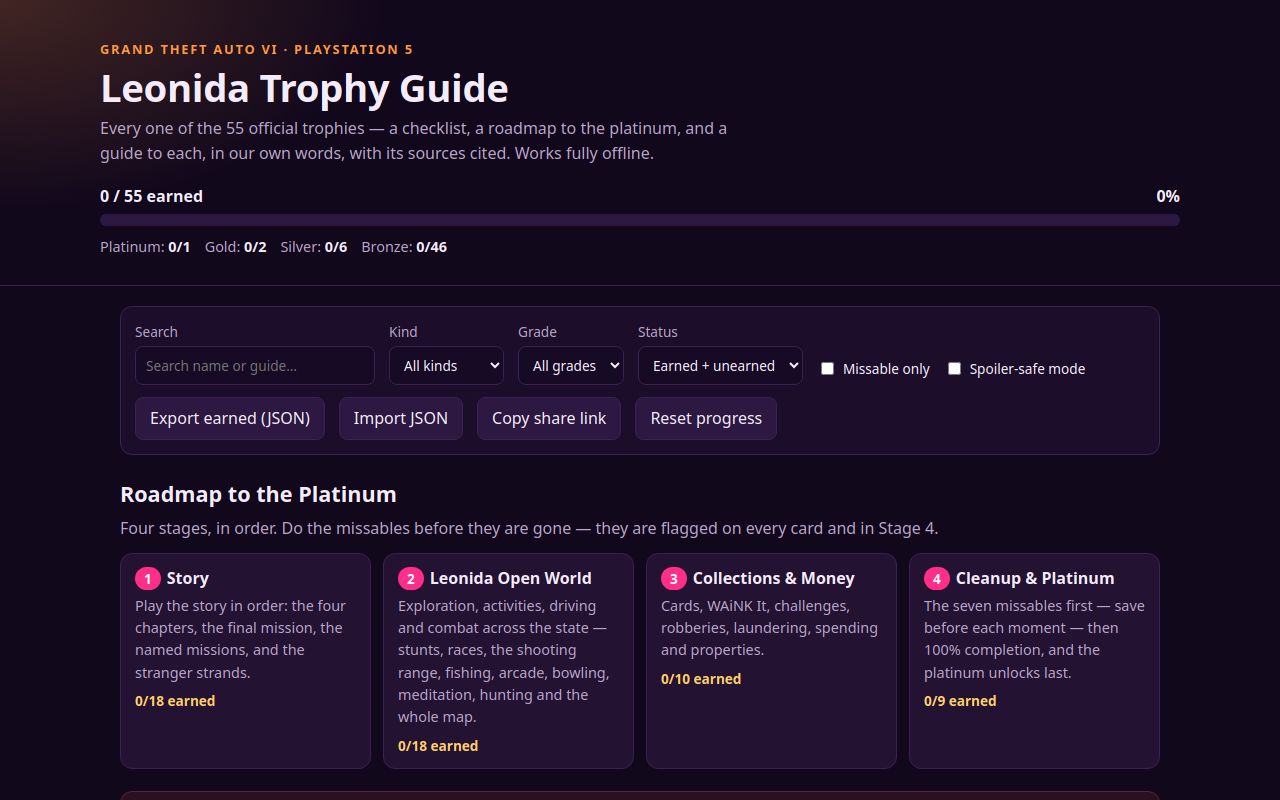 GRAND THEFT AUTO VI · PLAYSTATION 5
Leonida Trophy Guide
Every one of the 55 official trophies — a checklist, a roadmap to the platinum, and a
guide to each, in our own words, with its sources cited. Works fully offline.
0 / 55 earned
0%
Platinum: 0/1 Gold: 0/2 Silver: 0/6 Bronze: 0/46
Search
Kind
Grade
Status
Search name or guide...
All kinds
All grades
Earned + unearned
Missable only
Spoiler-safe mode
Export earned (JSON)
Import JSON
Copy share link
Reset progress
Roadmap to the Platinum
Four stages, in order. Do the missables before they are gone — they are flagged on every card and in Stage 4.
1 Story
Play the story in order: the four
chapters, the final mission, the
named missions, and the
stranger strands.
0/18 earned
2 Leonida Open World
Exploration, activities, driving
and combat across the state —
stunts, races, the shooting
range, fishing, arcade, bowling,
meditation, hunting and the
whole map.
0/18 earned
3 Collections & Money
Cards, WAiNK It, challenges,
robberies, laundering, spending
and properties.
0/10 earned
4 Cleanup & Platinum
The seven missables first — save
before each moment — then
100% completion, and the
platinum unlocks last.
0/9 earned